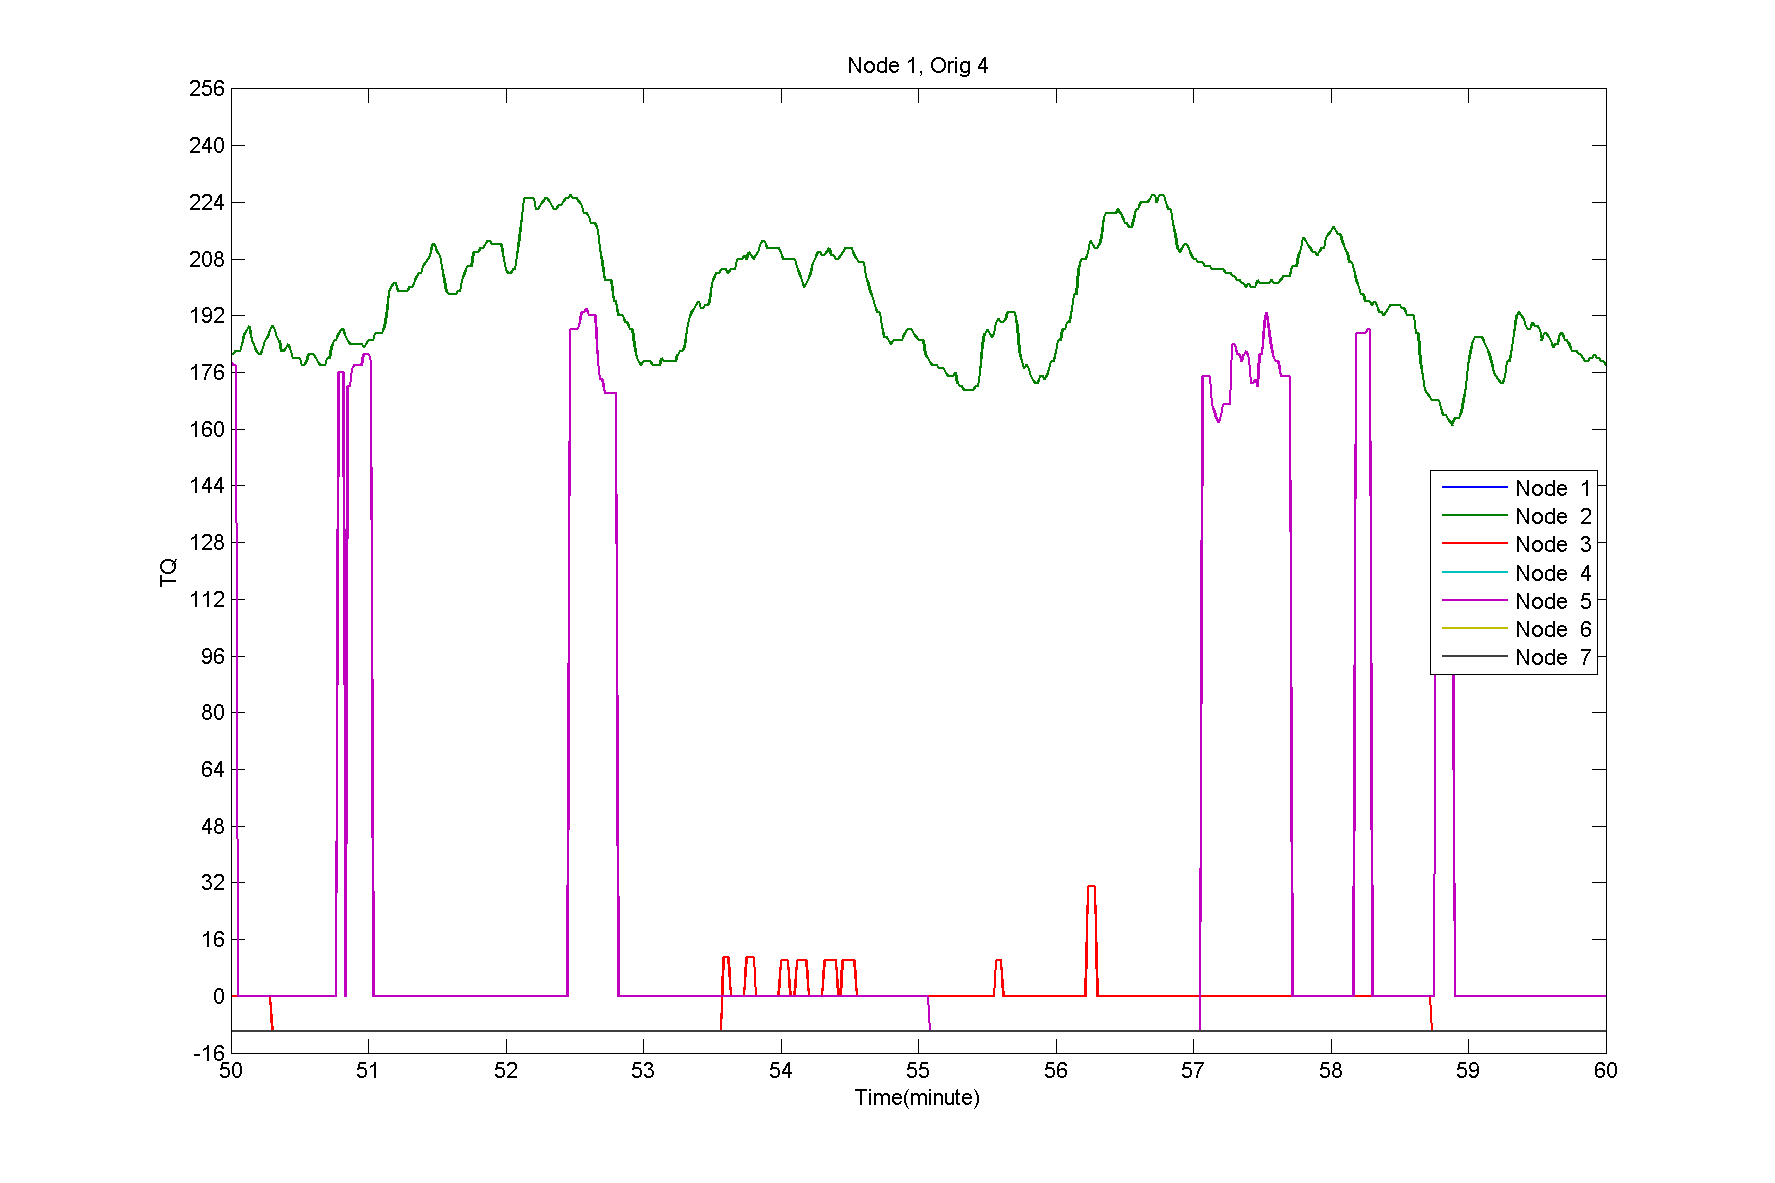 Node 1, Orig 4
256
240
224
208
192
176
160
144
128
112
96
80
64
48
32
16
0
-16
TQ
Node 1
Node 2
Node 3
Node 4
Node 5
Node 6
Node 7
50 51 52 53 54 55 56 57 58 59 60
Time(minute)